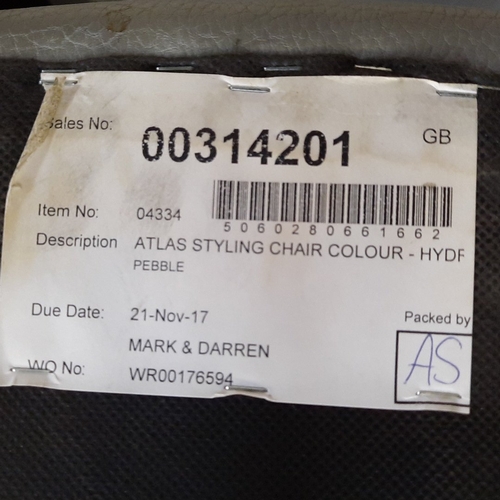 Sales No:
00314201
GB
Item No: 04334
5060280661662
Description ATLAS STYLING CHAIR COLOUR - HYDR
PEBBLE
Due Date: 21-Nov-17
Packed by
MARK & DARREN
AS
WO No: WR00176594